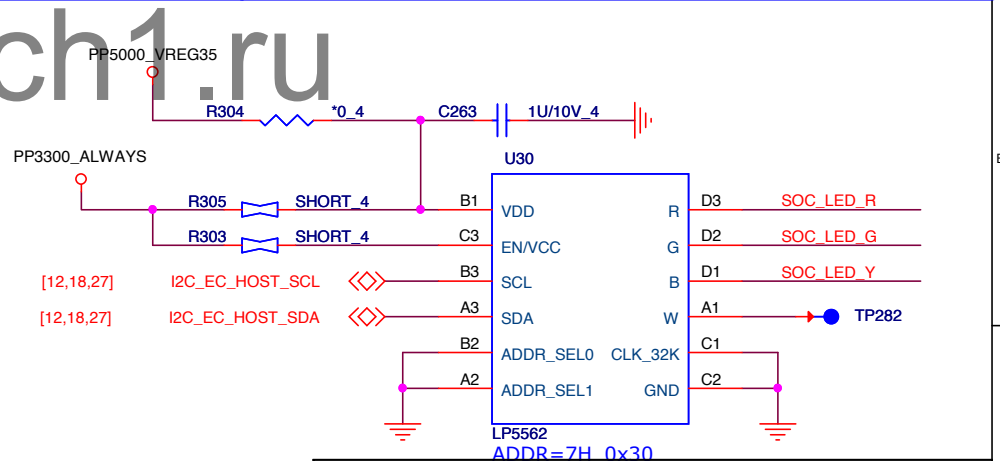 ch1.ru
PP5000_VREG35
R304 *0_4 C263 1U/10V_4
PP3300_ALWAYS
U30
R305 SHORT_4 B1 VDD R D3 SOC_LED_R
R303 SHORT_4 C3 EN/VCC G D2 SOC_LED_G
[12,18,27] I2C_EC_HOST_SCL B3 SCL B D1 SOC_LED_Y
[12,18,27] I2C_EC_HOST_SDA A3 SDA W A1 TP282
B2 ADDR_SEL0 CLK_32K C1
A2 ADDR_SEL1 GND C2
LP5562
ADDR=7H 0x30